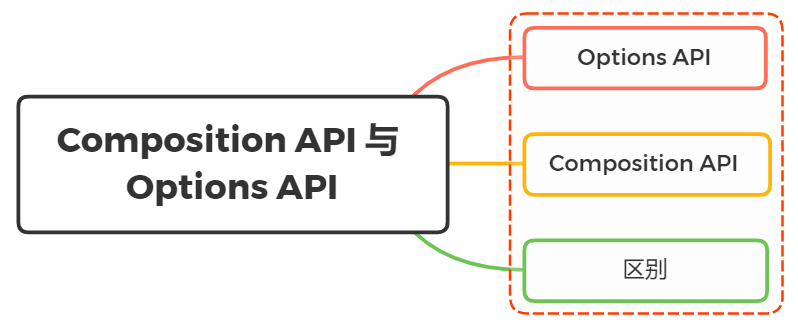 Composition API 与
Options API
Options API
Composition API
区别